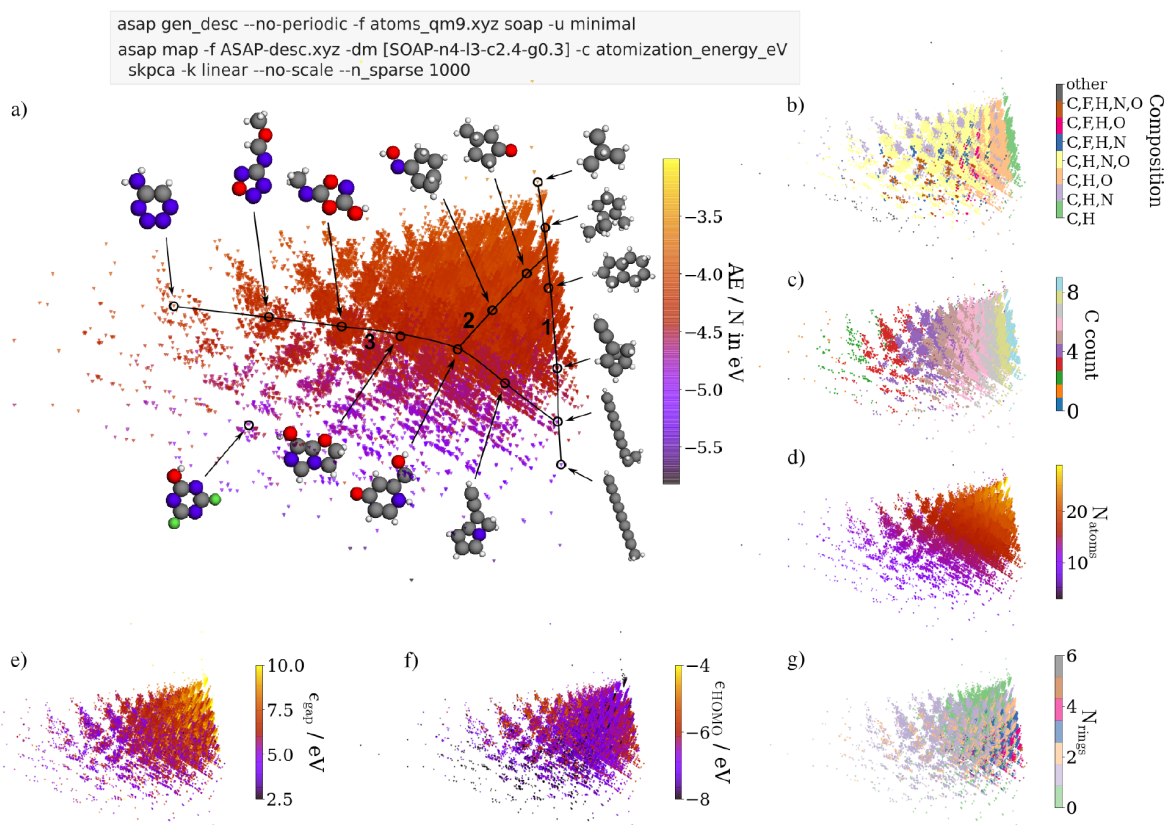 asap gen_desc --no-periodic -f atoms_qm9.xyz soap -u minimal
asap map -f ASAP-desc.xyz -dm [SOAP-n4-l3-c2.4-g0.3] -c atomization_energy_eV
skpca -k linear --no-scale --n_sparse 1000
a)
1
2
3
−3.5
−4.0
−4.5
−5.0
−5.5
AE / N in eV
b)
other
C,F,H,N,O
C,F,H,O
C,F,H,N
C,H,N,O
C,H,O
C,H,N
C,H
Composition
c)
8
4
0
C count
d)
20
10
N_atoms
e)
10.0
7.5
5.0
2.5
ϵ_gap / eV
f)
−4
−6
−8
ϵ_HOMO / eV
g)
6
4
2
0
N_rings